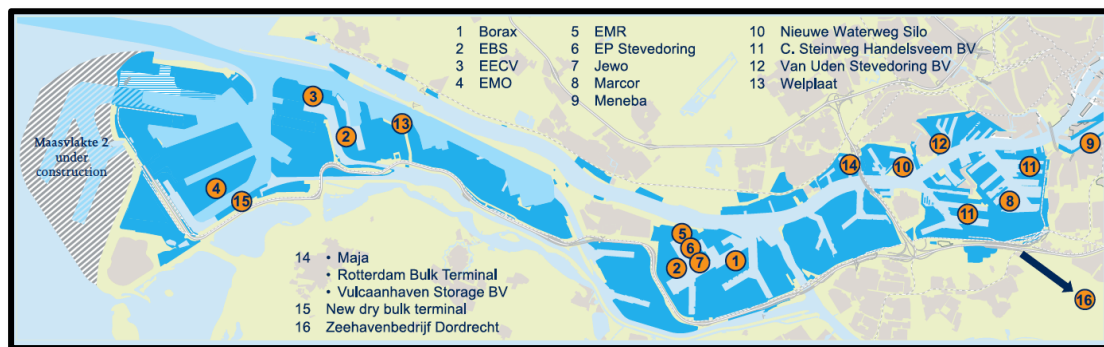 1 Borax
2 EBS
3 EECV
4 EMO
5 EMR
6 EP Stevedoring
7 Jewo
8 Marcor
9 Meneba
10 Nieuwe Waterweg Silo
11 C. Steinweg Handelsveem BV
12 Van Uden Stevedoring BV
13 Welplaat
Maasvlakte 2
under
construction
3
2
13
4
15
14
10
12
11
9
8
11
5
6
7
2
1
16
14 • Maja
• Rotterdam Bulk Terminal
• Vulcaanhaven Storage BV
15 New dry bulk terminal
16 Zeehavenbedrijf Dordrecht